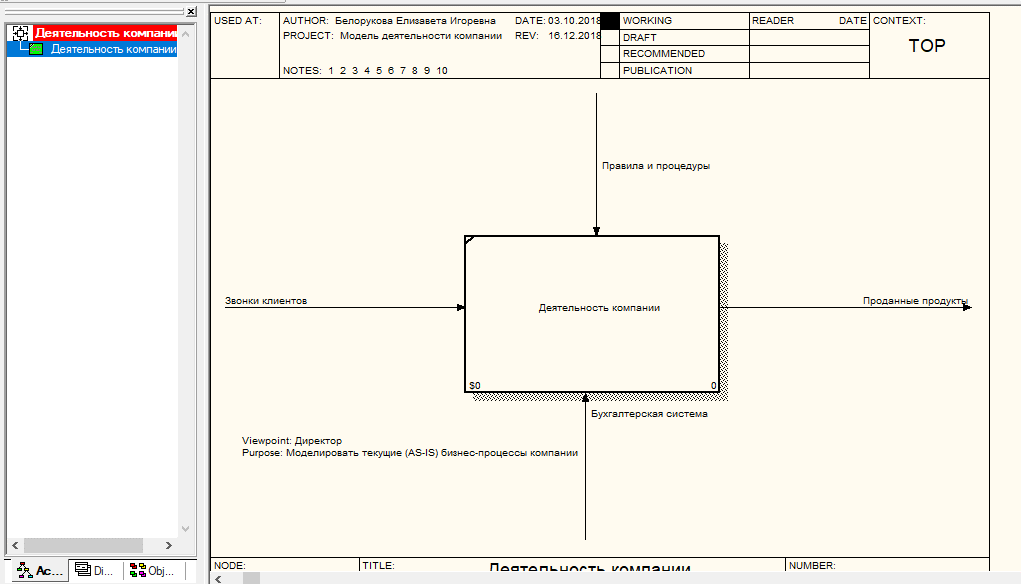 Деятельность компании
Деятельность компании
Ac...
Di...
Obj...
USED AT:
AUTHOR: Белорукова Елизавета Игоревна
DATE: 03.10.2018
PROJECT: Модель деятельности компании
REV: 16.12.2018
NOTES: 1 2 3 4 5 6 7 8 9 10
WORKING
DRAFT
RECOMMENDED
PUBLICATION
READER
DATE
CONTEXT:
TOP
Правила и процедуры
Звонки клиентов
Деятельность компании
Проданные продукты
$0
0
Бухгалтерская система
Viewpoint: Директор
Purpose: Моделировать текущие (AS-IS) бизнес-процессы компании
NODE:
TITLE:
Деятельность компании
NUMBER: